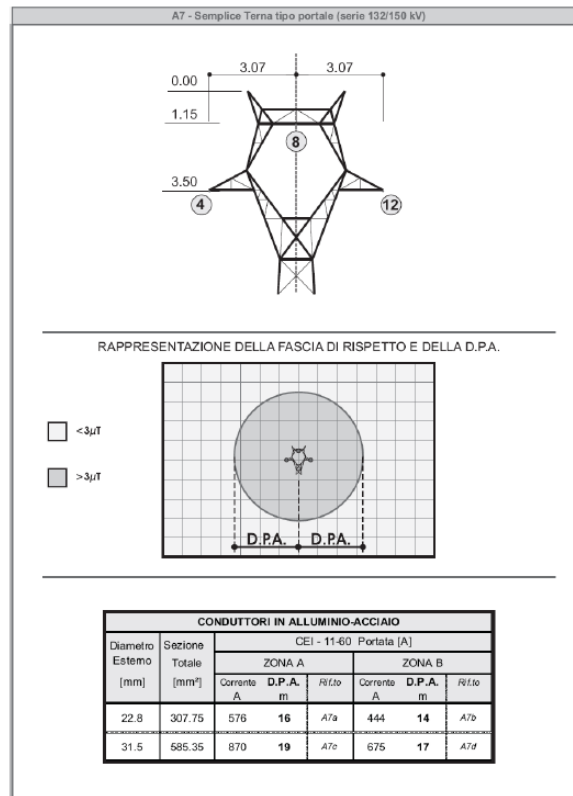 A7 - Semplice Terna tipo portale (serie 132/150 kV)
3.07 3.07
0.00
1.15
8
3.50
4 12
RAPPRESENTAZIONE DELLA FASCIA DI RISPETTO E DELLA D.P.A.
<3µT
>3µT
D.P.A. D.P.A.
CONDUTTORI IN ALLUMINIO-ACCIAIO
Diametro Esterno [mm] Sezione Totale [mm²] CEI - 11-60 Portata [A]
ZONA A ZONA B
Corrente A D.P.A. m Rif.to Corrente A D.P.A. m Rif.to
22.8 307.75 576 16 A7a 444 14 A7b
31.5 585.35 870 19 A7c 675 17 A7d